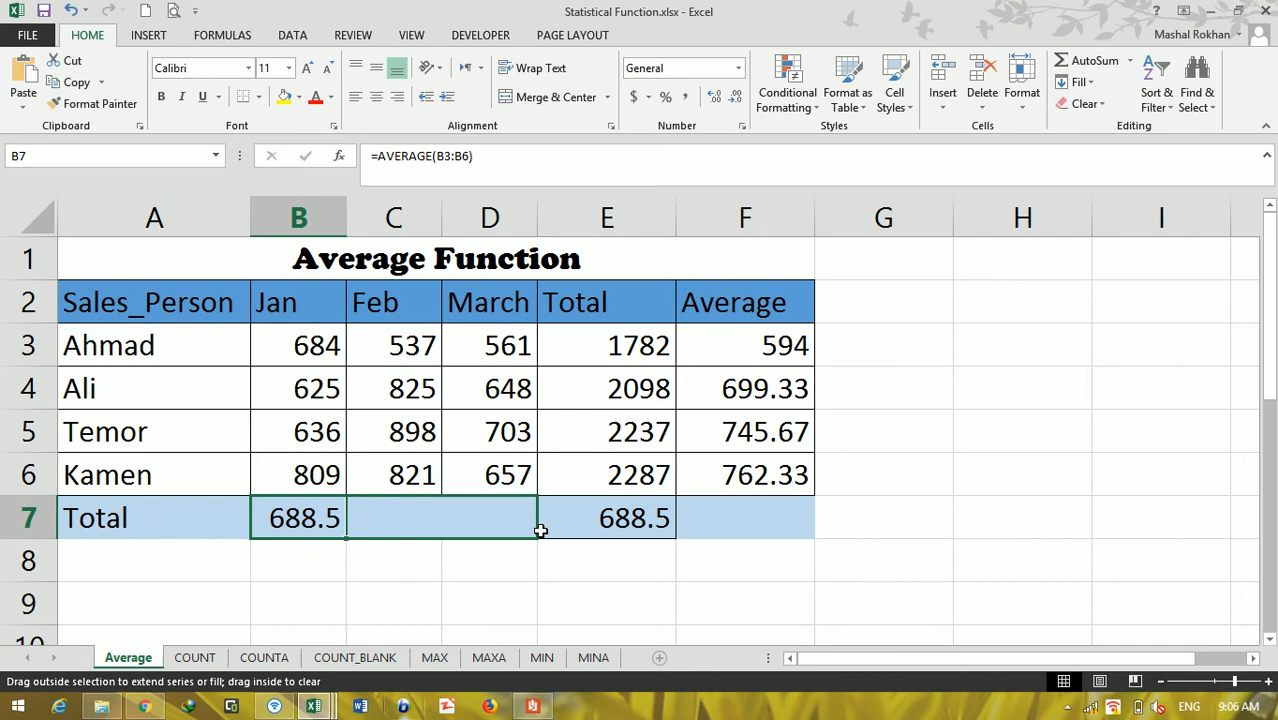 Statistical Function.xlsx - Excel
FILE HOME INSERT FORMULAS DATA REVIEW VIEW DEVELOPER PAGE LAYOUT Mashal Rokhan
Paste
Cut
Copy
Format Painter
Clipboard
Calibri 11
B I U A
Font
Wrap Text
Merge & Center
Alignment
General
$ % ,
Number
Conditional Formatting
Format as Table
Cell Styles
Styles
Insert Delete Format
Cells
AutoSum
Fill
Clear
Sort & Filter
Find & Select
Editing
B7 fx =AVERAGE(B3:B6)
A B C D E F G H I
1 Average Function
2 Sales_Person Jan Feb March Total Average
3 Ahmad 684 537 561 1782 594
4 Ali 625 825 648 2098 699.33
5 Temor 636 898 703 2237 745.67
6 Kamen 809 821 657 2287 762.33
7 Total 688.5 688.5
8
9
10
Average COUNT COUNTA COUNT_BLANK MAX MAXA MIN MINA
Drag outside selection to extend series or fill; drag inside to clear
ENG 9:06 AM